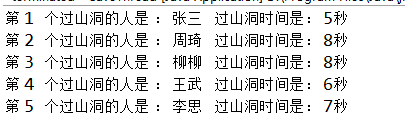 第1 个过山洞的人是：张三 过山洞时间是：5秒
第2 个过山洞的人是：周琦 过山洞时间是：8秒
第3 个过山洞的人是：柳柳 过山洞时间是：8秒
第4 个过山洞的人是：王武 过山洞时间是：6秒
第5 个过山洞的人是：李思 过山洞时间是：7秒